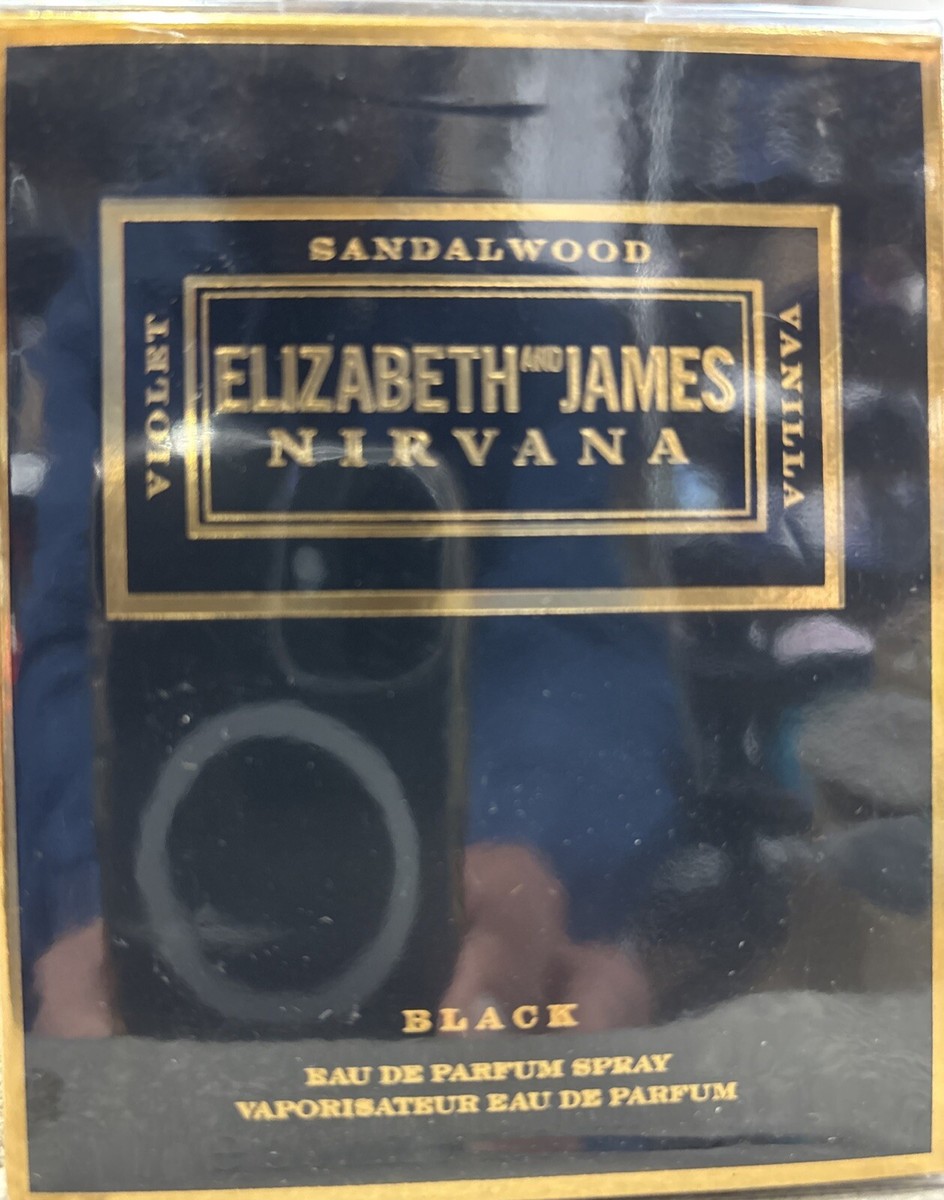 SANDALWOOD
VIOLET
ELIZABETH AND JAMES
NIRVANA
VANILLA
BLACK
EAU DE PARFUM SPRAY
VAPORISATEUR EAU DE PARFUM